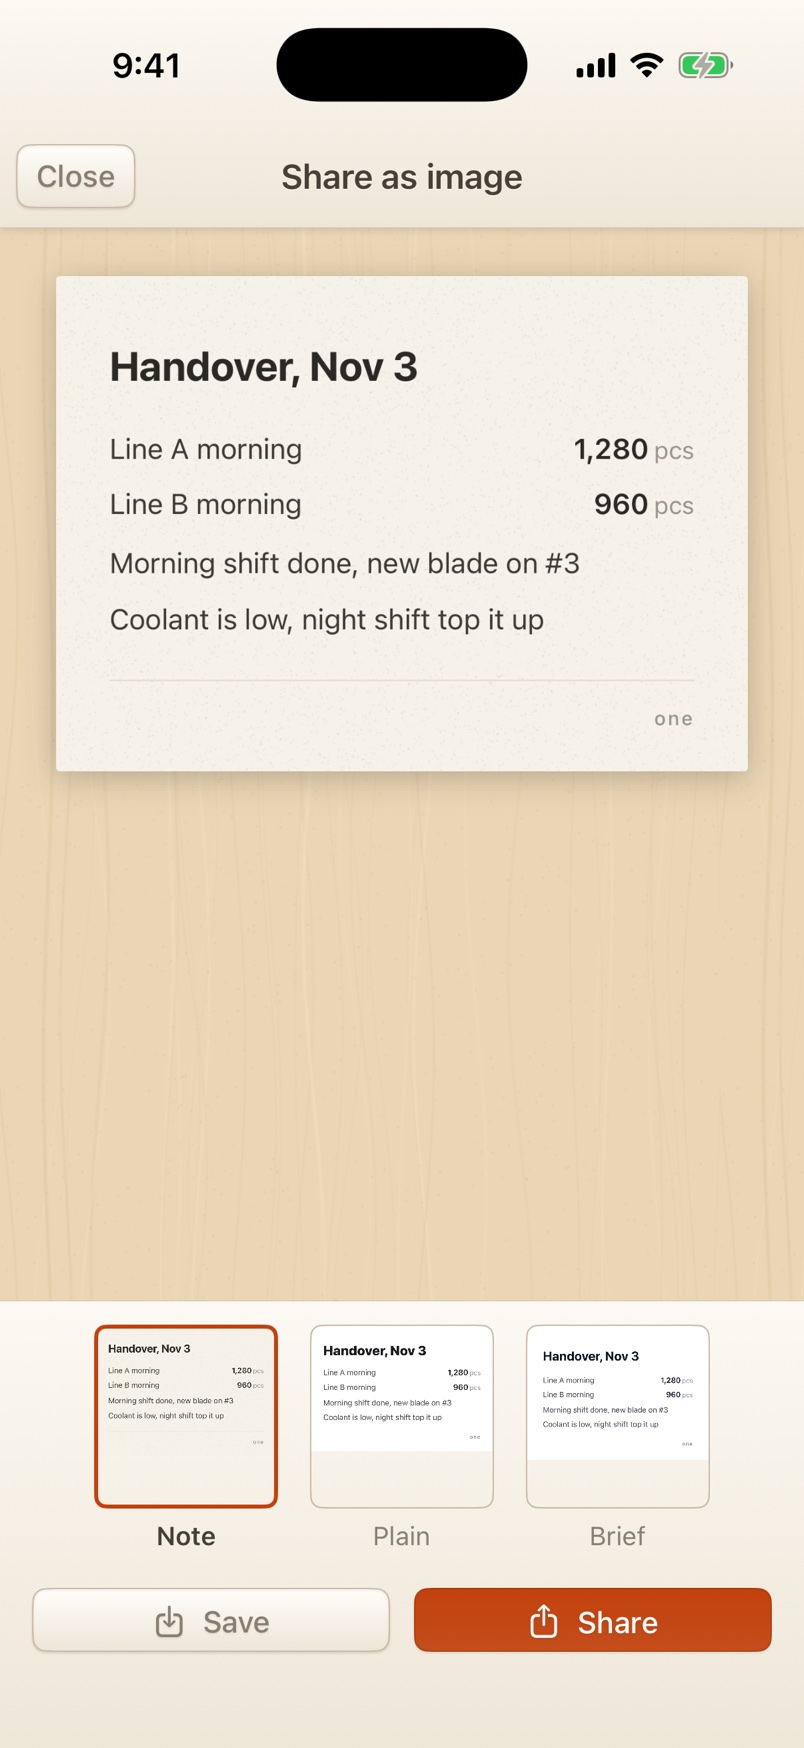 9:41
Close
Share as image
Handover, Nov 3
Line A morning 1,280 pcs
Line B morning 960 pcs
Morning shift done, new blade on #3
Coolant is low, night shift top it up
one
Handover, Nov 3
Line A morning 1,280 pcs
Line B morning 960 pcs
Morning shift done, new blade on #3
Coolant is low, night shift top it up
one
Note
Handover, Nov 3
Line A morning 1,280 pcs
Line B morning 960 pcs
Morning shift done, new blade on #3
Coolant is low, night shift top it up
one
Plain
Handover, Nov 3
Line A morning 1,280 pcs
Line B morning 960 pcs
Morning shift done, new blade on #3
Coolant is low, night shift top it up
one
Brief
Save
Share